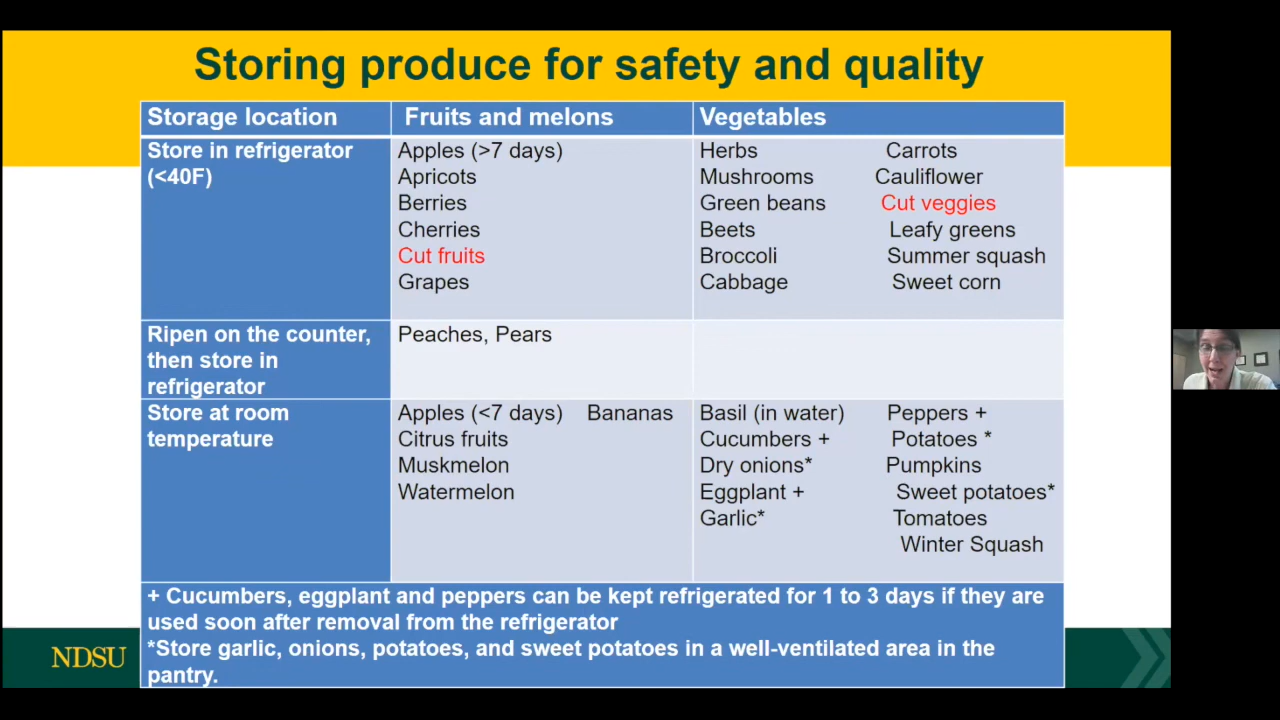 Storing produce for safety and quality
Storage location
Fruits and melons
Vegetables
Store in refrigerator
(<40F)
Apples (>7 days)
Apricots
Berries
Cherries
Cut fruits
Grapes
Herbs Carrots
Mushrooms Cauliflower
Green beans Cut veggies
Beets Leafy greens
Broccoli Summer squash
Cabbage Sweet corn
Ripen on the counter,
then store in
refrigerator
Peaches, Pears
Store at room
temperature
Apples (<7 days) Bananas
Citrus fruits
Muskmelon
Watermelon
Basil (in water) Peppers +
Cucumbers + Potatoes *
Dry onions* Pumpkins
Eggplant + Sweet potatoes*
Garlic* Tomatoes
Winter Squash
+ Cucumbers, eggplant and peppers can be kept refrigerated for 1 to 3 days if they are
used soon after removal from the refrigerator
*Store garlic, onions, potatoes, and sweet potatoes in a well-ventilated area in the
pantry.
NDSU